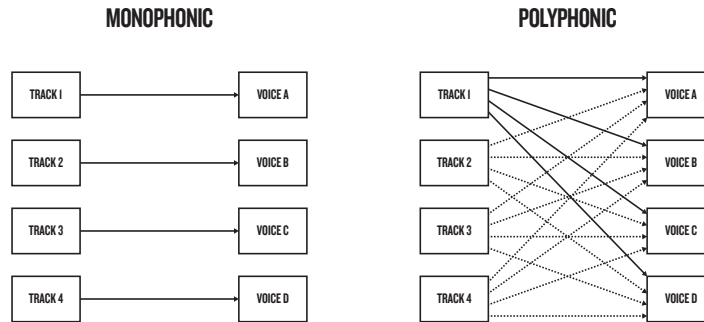 MONOPHONIC
TRACK 1
VOICE A
TRACK 2
VOICE B
TRACK 3
VOICE C
TRACK 4
VOICE D
POLYPHONIC
TRACK 1
VOICE A
TRACK 2
VOICE B
TRACK 3
VOICE C
TRACK 4
VOICE D